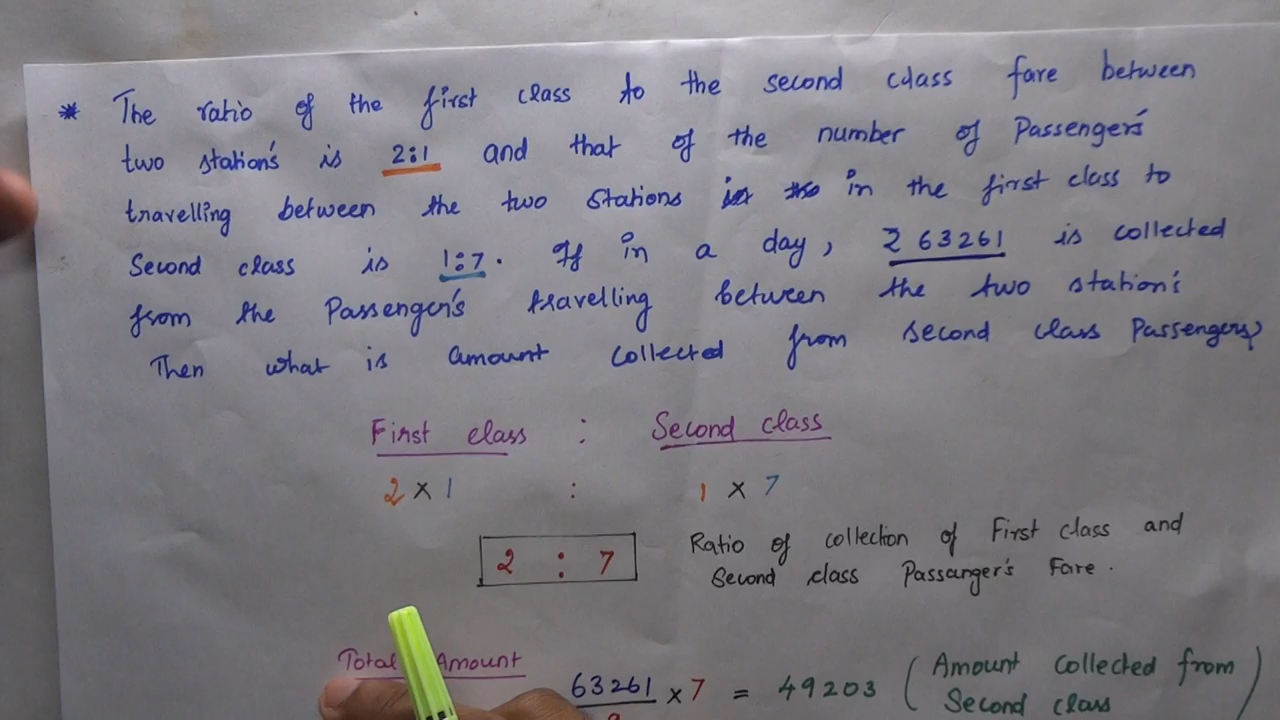 * The ratio of the first class to the second class fare between
two station's is 2:1 and that of the number of Passenger's
travelling between the two stations in the first class to
Second class is 1:7. If in a day, ₹ 63261 is collected
from the Passenger's travelling between the two station's
Then what is amount collected from second class Passengers?
First class : Second class
2 × 1 : 1 × 7
2 : 7 Ratio of collection of First class and
Second class Passanger's Fare.
Total Amount
63261 × 7 = 49203 ( Amount collected from
Second class )